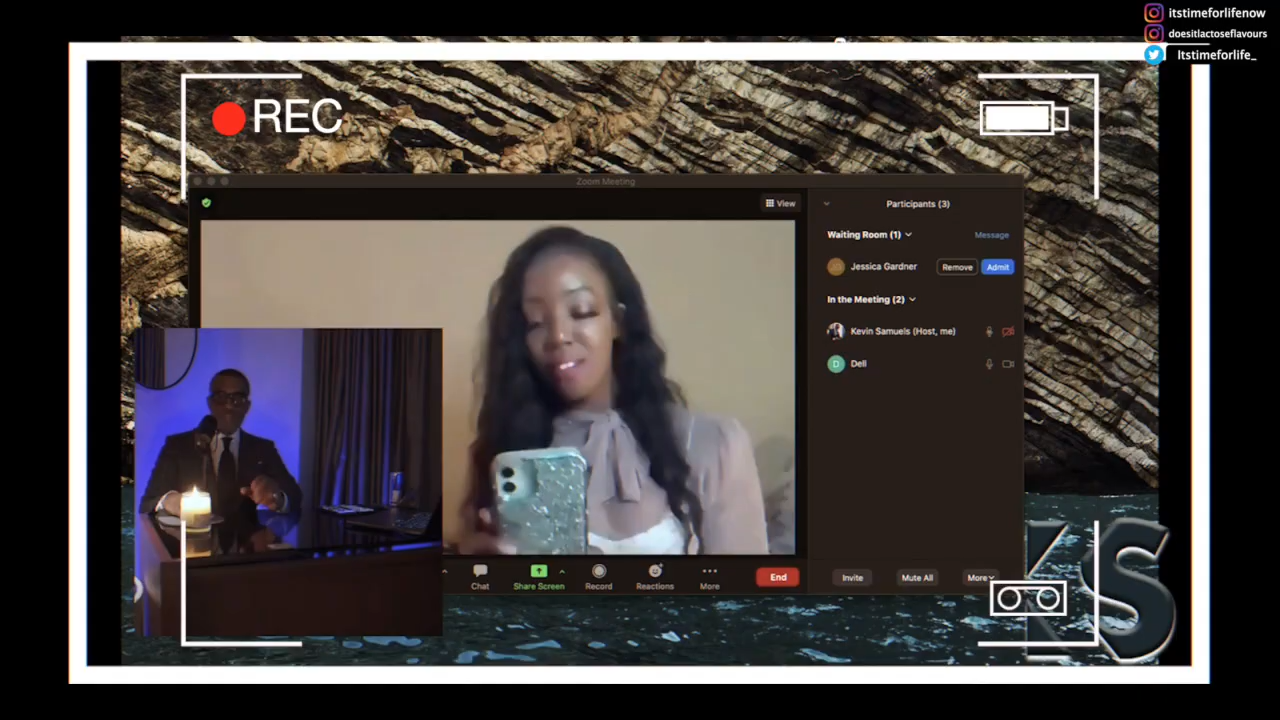 itstimeforlifenow
doesitlactoseflavours
Itstimeforlife_
REC
Zoom Meeting
View
Participants (3)
Waiting Room (1)
Message
Jessica Gardner
Remove
Admit
In the Meeting (2)
Kevin Samuels (Host, me)
D
Dell
Chat
Share Screen
Record
Reactions
More
End
Invite
Mute All
More
KS